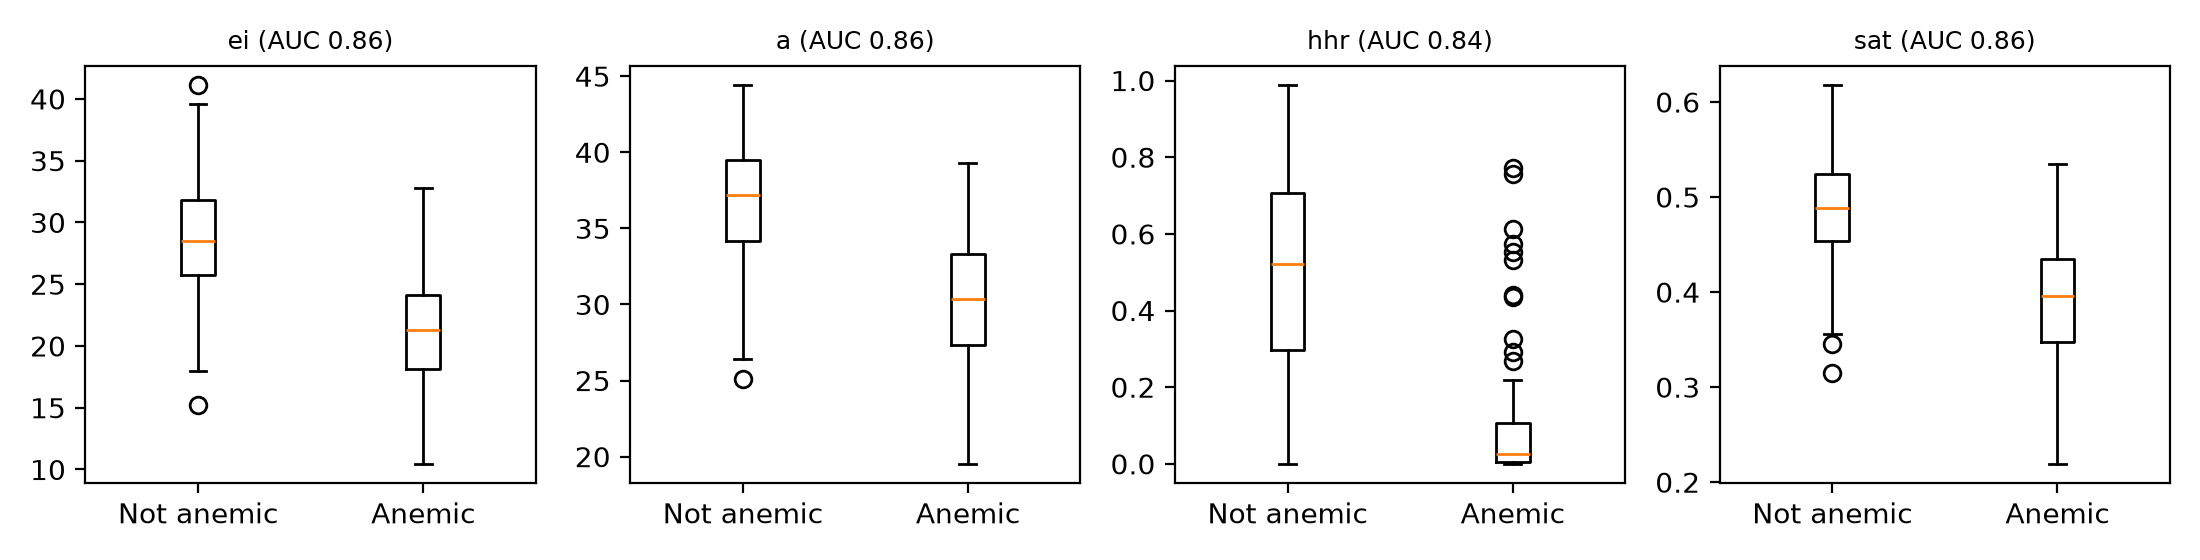 ei (AUC 0.86)
40
35
30
25
20
15
10
Not anemic
Anemic
a (AUC 0.86)
45
40
35
30
25
20
Not anemic
Anemic
hhr (AUC 0.84)
1.0
0.8
0.6
0.4
0.2
0.0
Not anemic
Anemic
sat (AUC 0.86)
0.6
0.5
0.4
0.3
0.2
Not anemic
Anemic